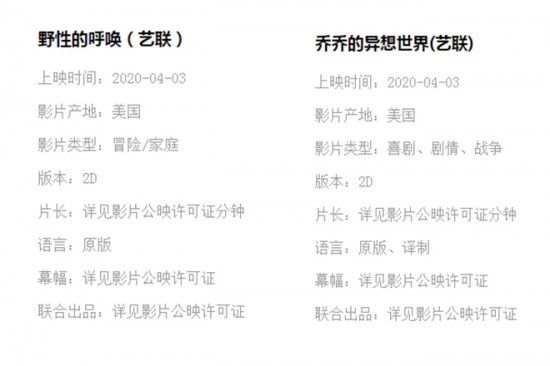 野性的呼唤（艺联）
上映时间：2020-04-03
影片产地：美国
影片类型：冒险/家庭
版本：2D
片长：详见影片公映许可证分钟
语言：原版
幕幅：详见影片公映许可证
联合出品：详见影片公映许可证
乔乔的异想世界(艺联)
上映时间：2020-04-03
影片产地：美国
影片类型：喜剧、剧情、战争
版本：2D
片长：详见影片公映许可证分钟
语言：原版、译制
幕幅：详见影片公映许可证
联合出品：详见影片公映许可证